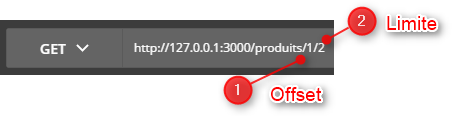 2 Limite
GET http://127.0.0.1:3000/produits/1/2
1 Offset